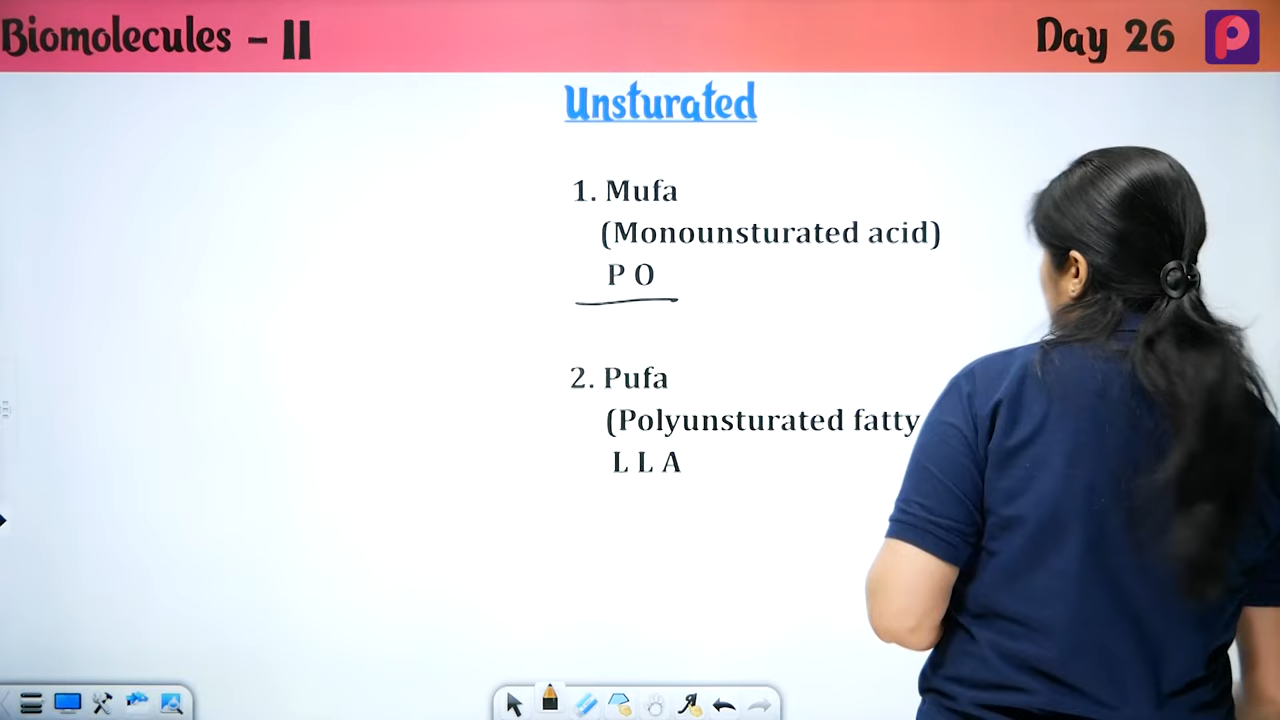 Biomolecules - II
Day 26
Unsturated
1. Mufa
(Monounsturated acid)
P O
2. Pufa
(Polyunsturated fatty
L L A